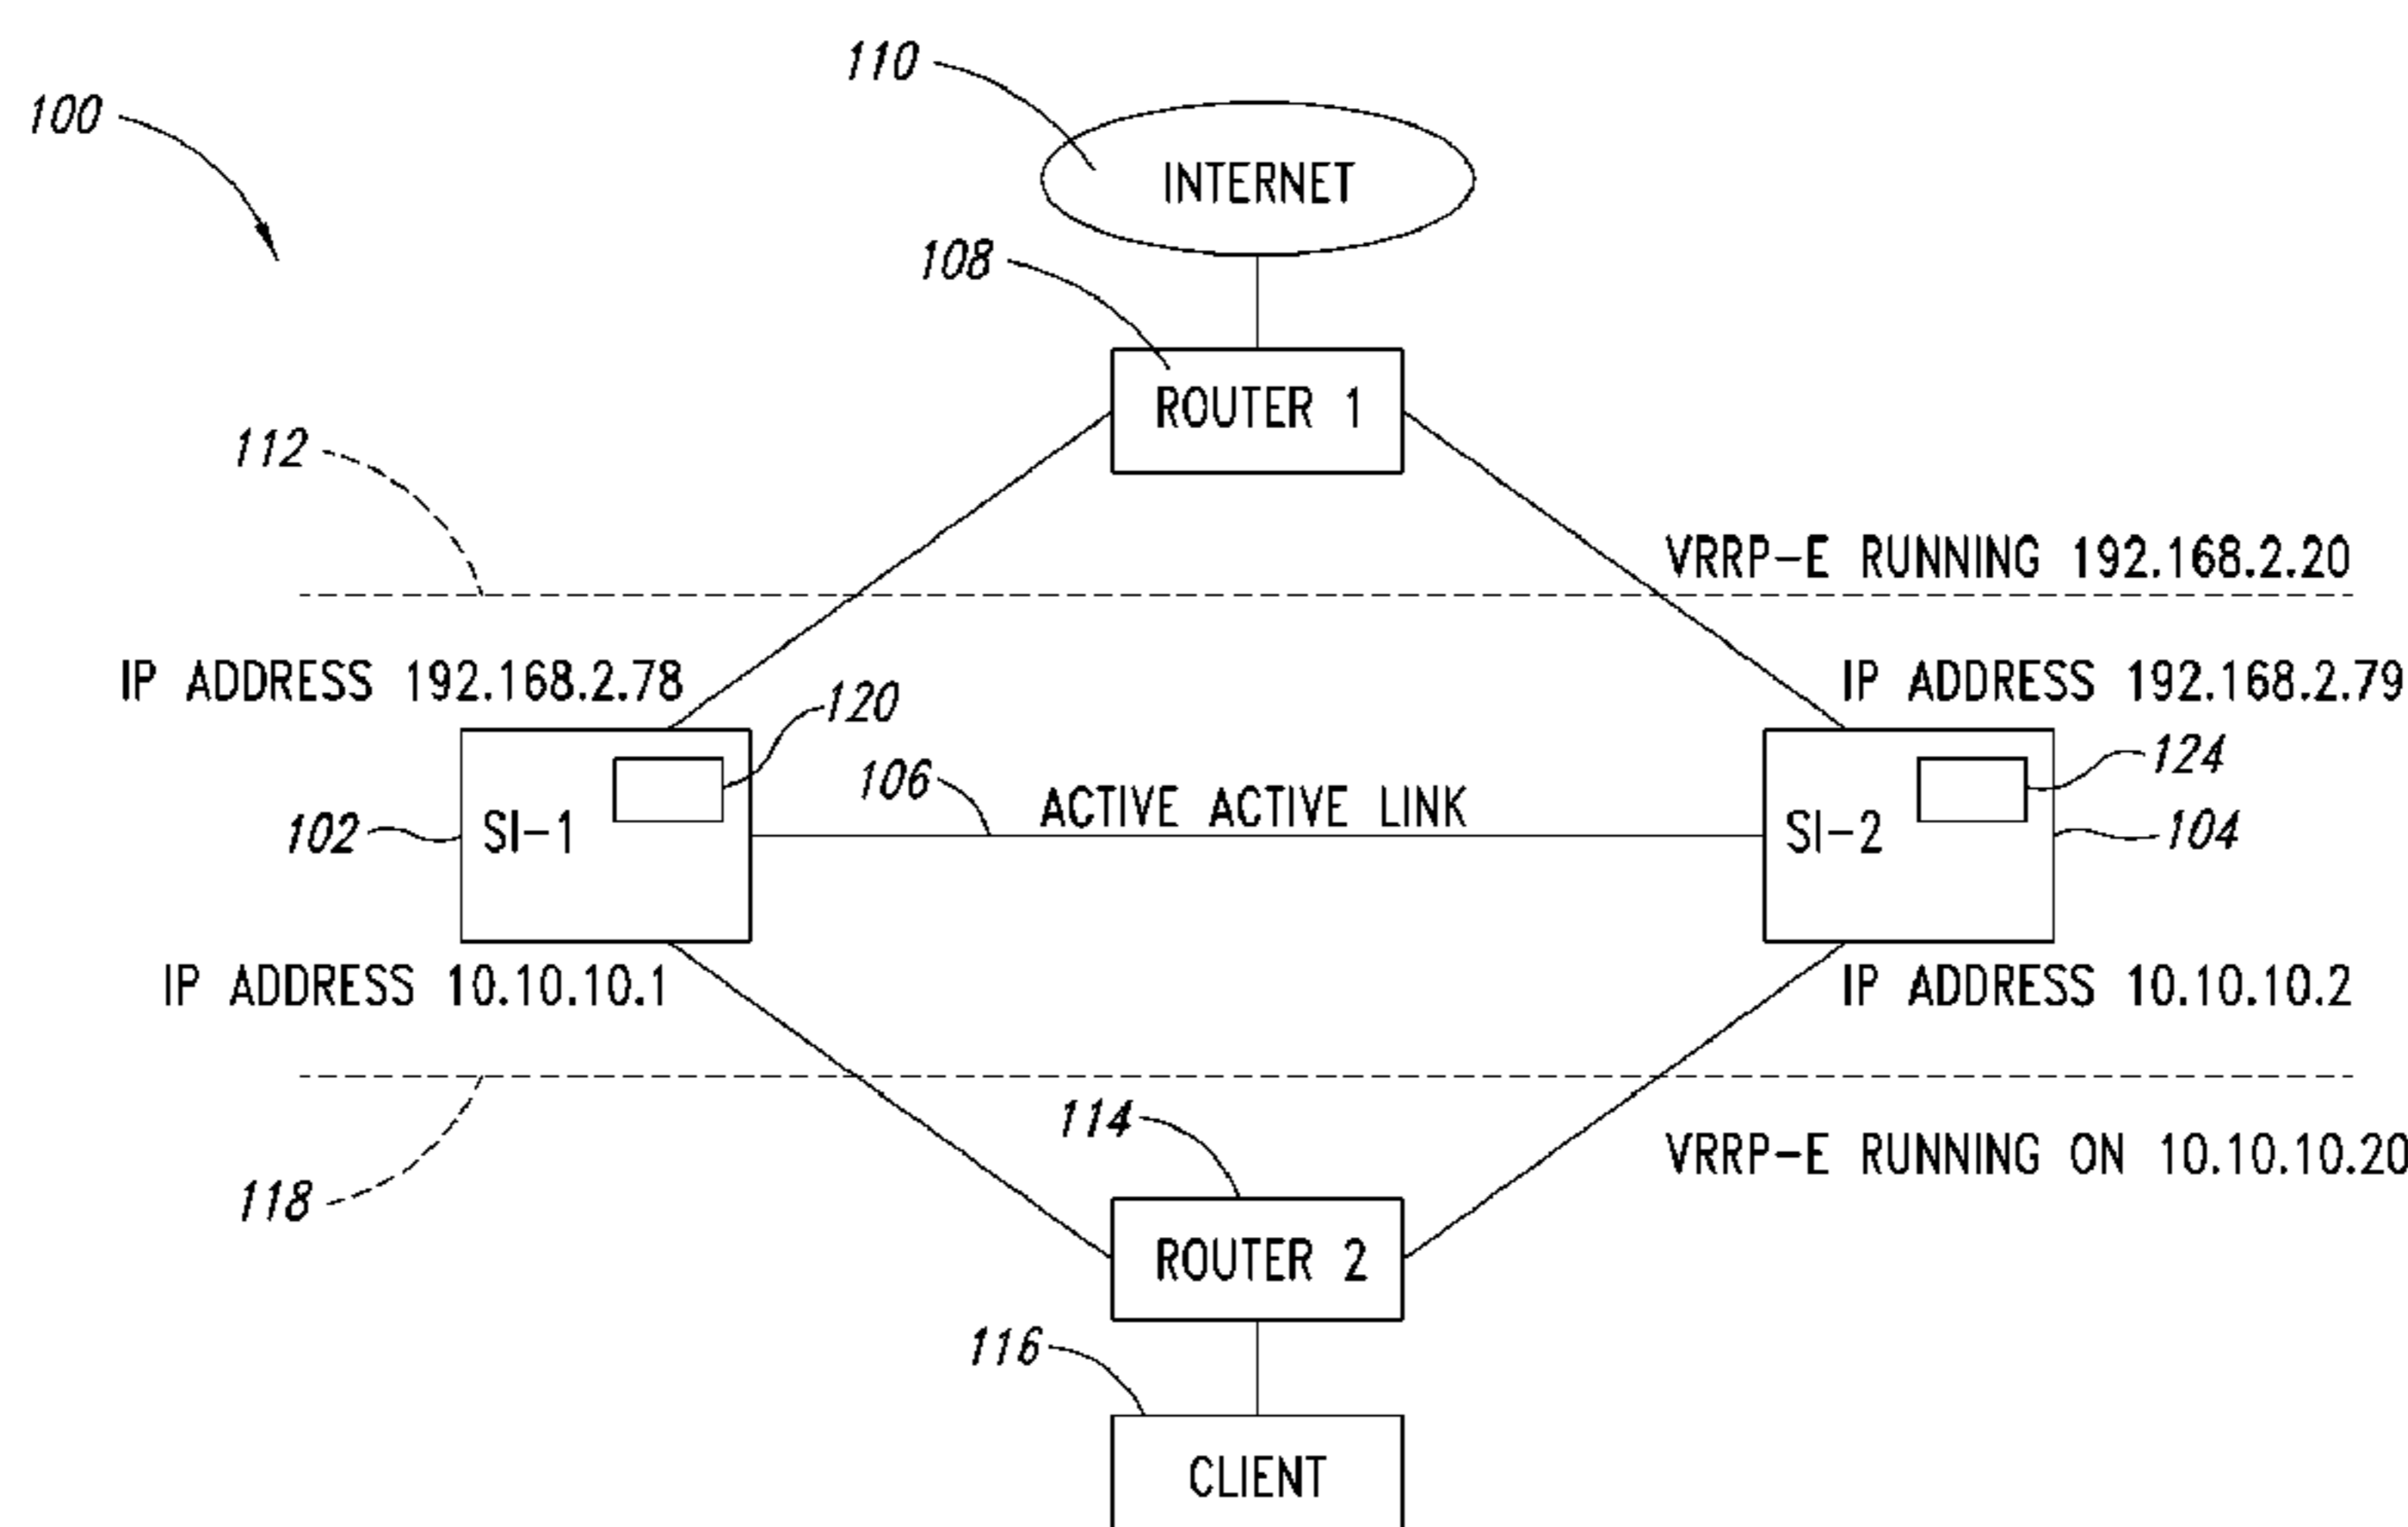 110
100
INTERNET
108
ROUTER 1
112
VRRP-E RUNNING 192.168.2.20
IP ADDRESS 192.168.2.78
IP ADDRESS 192.168.2.79
120
124
106
ACTIVE ACTIVE LINK
102
SI-1
SI-2
104
IP ADDRESS 10.10.10.1
IP ADDRESS 10.10.10.2
114
VRRP-E RUNNING ON 10.10.10.20
118
ROUTER 2
116
CLIENT